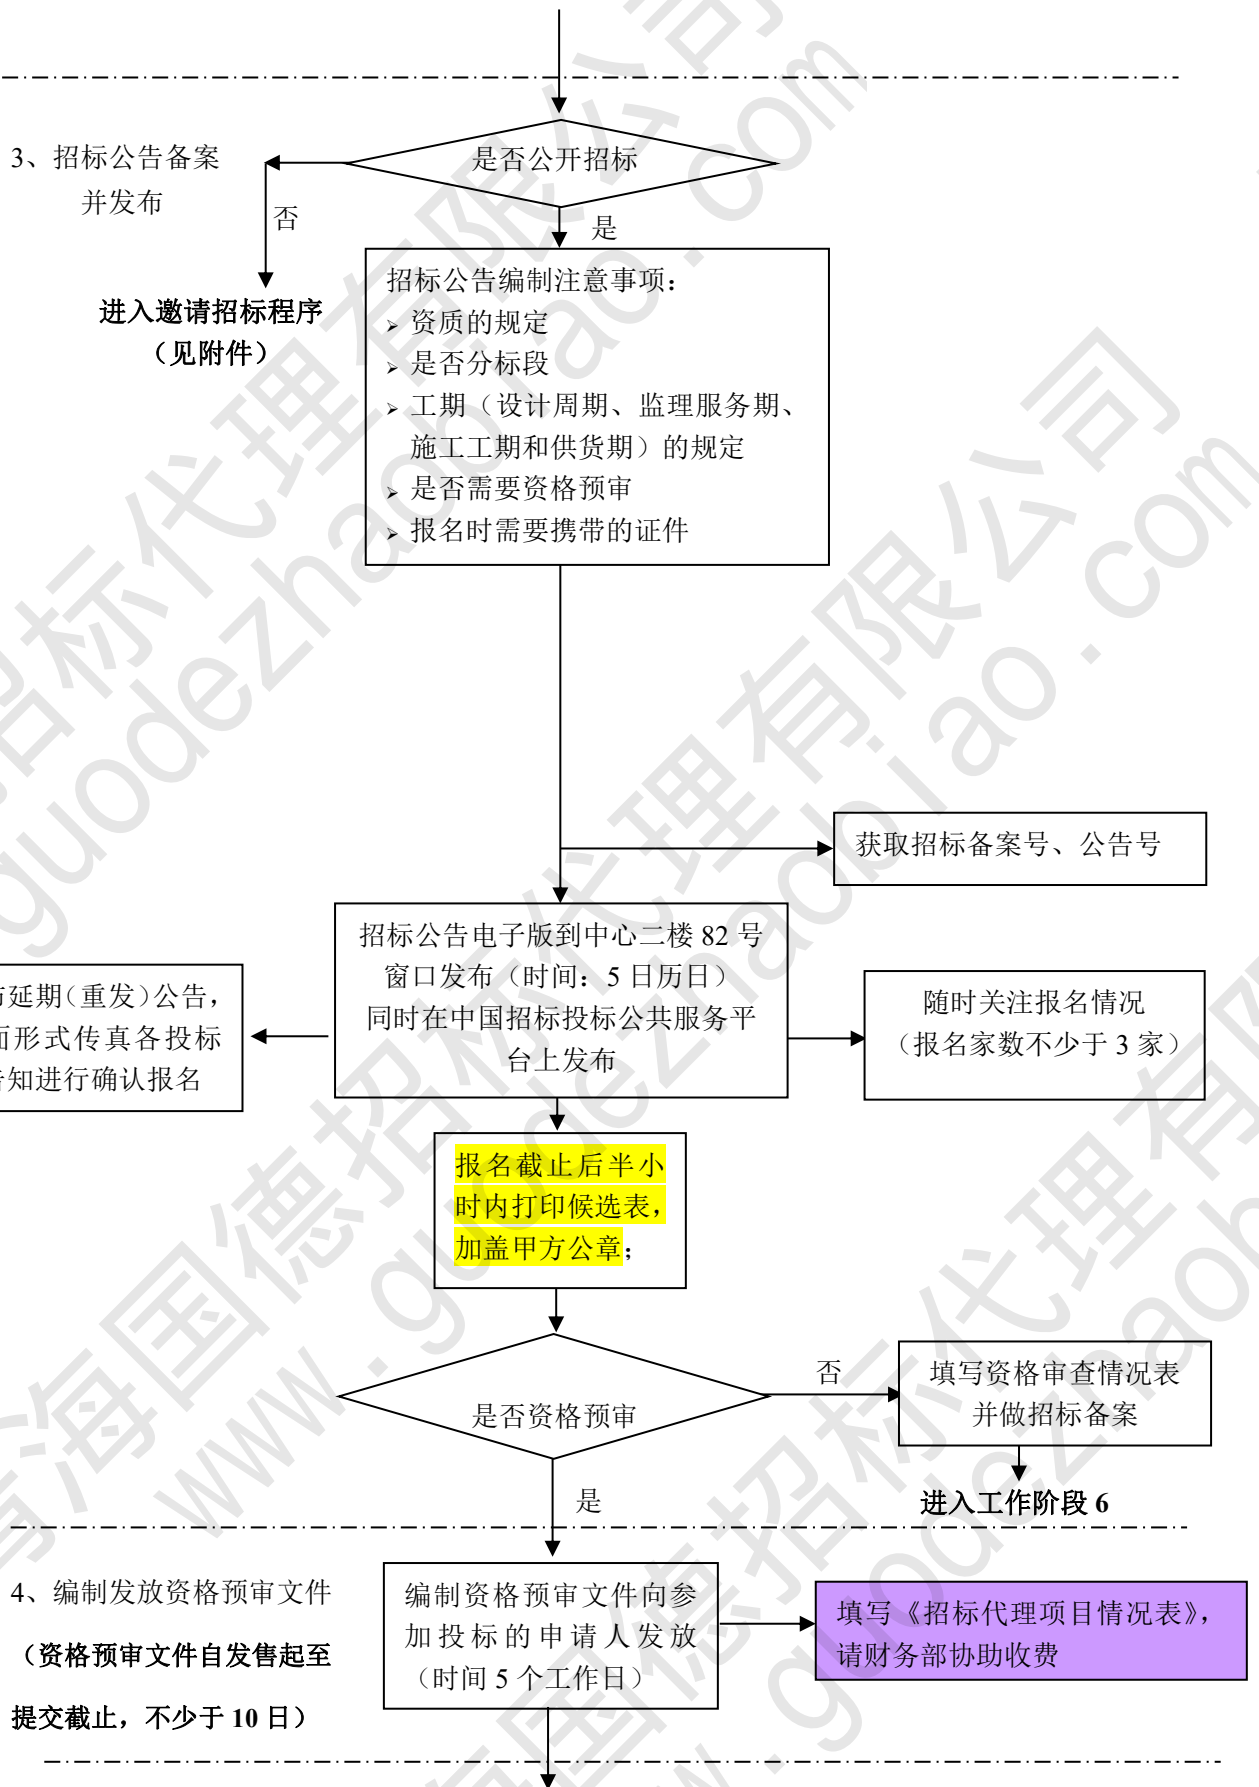 3、招标公告备案
并发布
是否公开招标
否
是
进入邀请招标程序
（见附件）
招标公告编制注意事项：
➢ 资质的规定
➢ 是否分标段
➢ 工期（设计周期、监理服务期、
施工工期和供货期）的规定
➢ 是否需要资格预审
➢ 报名时需要携带的证件
获取招标备案号、公告号
招标公告电子版到中心二楼 82 号
窗口发布（时间：5 日历日）
同时在中国招标投标公共服务平
台上发布
延期（重发）公告，
面形式传真各投标
告知进行确认报名
随时关注报名情况
（报名家数不少于 3 家）
报名截止后半小
时内打印候选表，
加盖甲方公章；
是否资格预审
否
填写资格审查情况表
并做招标备案
是
进入工作阶段 6
4、编制发放资格预审文件
（资格预审文件自发售起至
提交截止，不少于 10 日）
编制资格预审文件向参
加投标的申请人发放
（时间 5 个工作日）
填写《招标代理项目情况表》，
请财务部协助收费
青海国德招标代理有限公司
www.guodezhaobiao.com